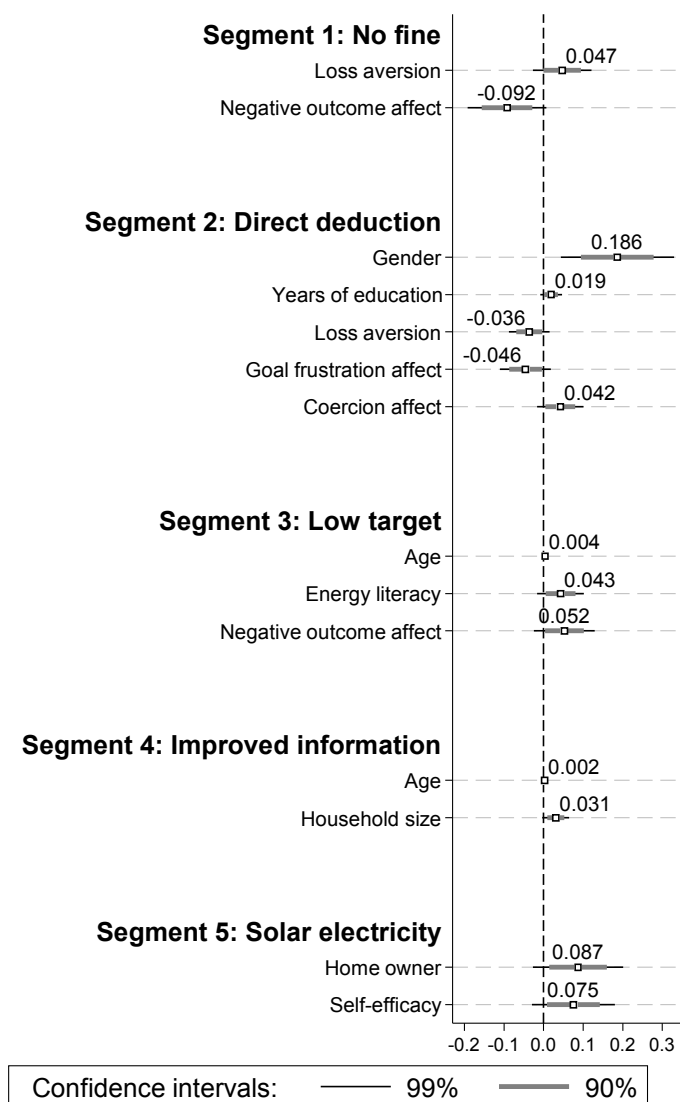 Segment 1: No fine
0.047
Loss aversion
-0.092
Negative outcome affect
Segment 2: Direct deduction
0.186
Gender
0.019
Years of education
-0.036
Loss aversion
-0.046
Goal frustration affect
0.042
Coercion affect
Segment 3: Low target
0.004
Age
0.043
Energy literacy
0.052
Negative outcome affect
Segment 4: Improved information
0.002
Age
0.031
Household size
Segment 5: Solar electricity
0.087
Home owner
0.075
Self-efficacy
-0.2 -0.1 0.0 0.1 0.2 0.3
Confidence intervals: 99% 90%